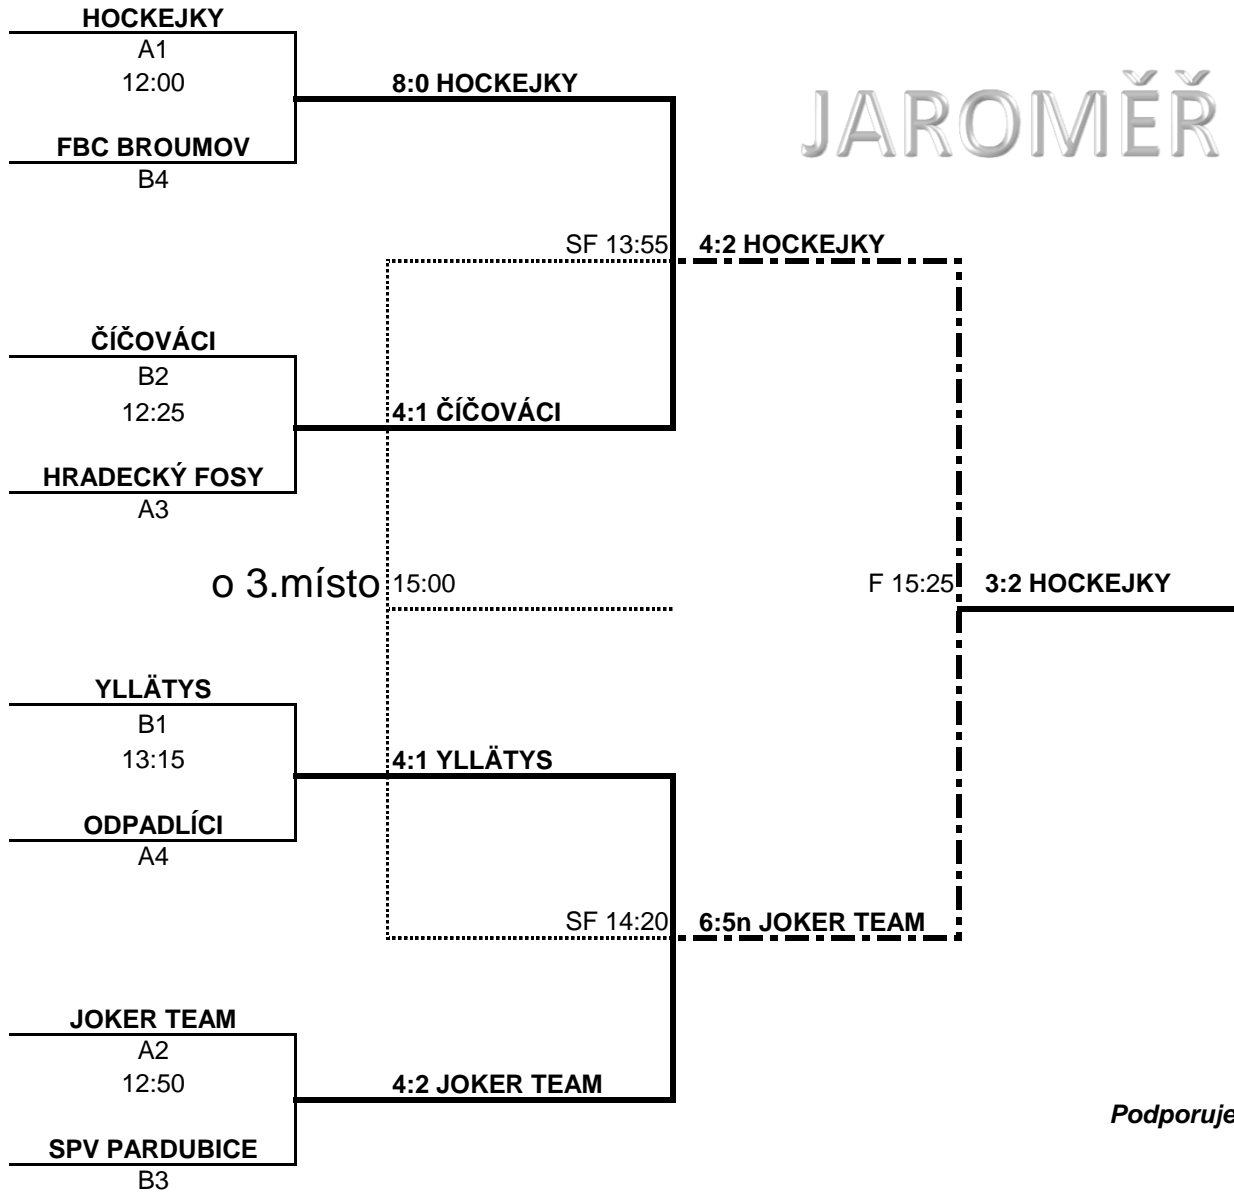 HOCKEJKY
A1
12:00
8:0 HOCKEJKY
JAROMĚŘ
FBC BROUMOV
B4
SF 13:55
4:2 HOCKEJKY
ČÍČOVÁCI
B2
12:25
4:1 ČÍČOVÁCI
HRADECKÝ FOSY
A3
o 3.místo
15:00
F 15:25
3:2 HOCKEJKY
YLLÄTYS
B1
13:15
4:1 YLLÄTYS
ODPADLÍCI
A4
SF 14:20
6:5n JOKER TEAM
JOKER TEAM
A2
12:50
4:2 JOKER TEAM
Podporuje
SPV PARDUBICE
B3